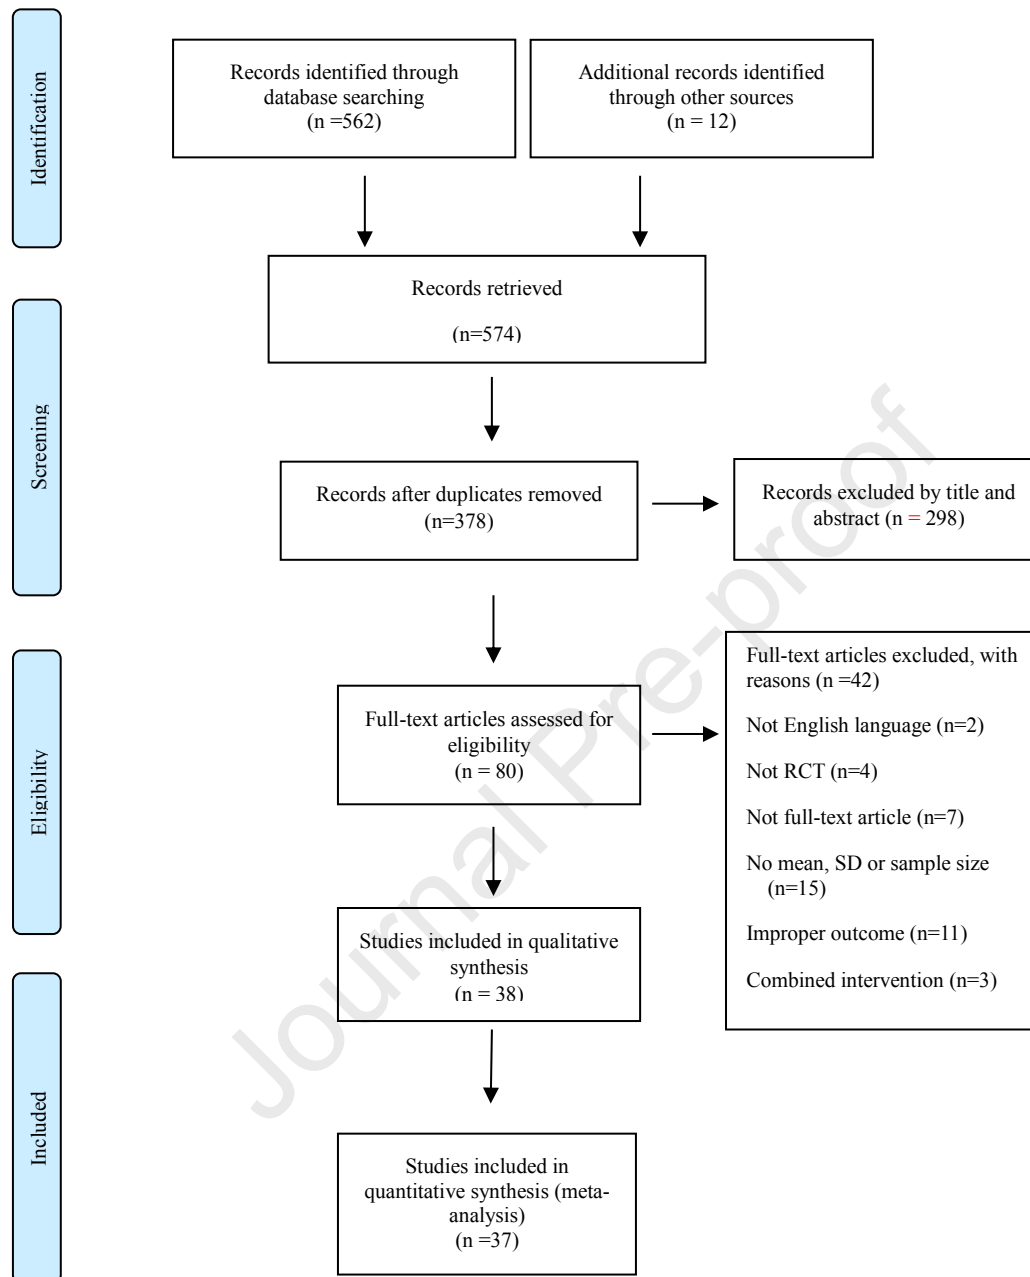 Identification
Records identified through
database searching
(n =562)
Additional records identified
through other sources
(n = 12)
Records retrieved
(n=574)
Screening
Records after duplicates removed
(n=378)
Records excluded by title and
abstract (n = 298)
Eligibility
Full-text articles assessed for
eligibility
(n = 80)
Full-text articles excluded, with
reasons (n =42)
Not English language (n=2)
Not RCT (n=4)
Not full-text article (n=7)
No mean, SD or sample size
(n=15)
Improper outcome (n=11)
Combined intervention (n=3)
Studies included in qualitative
synthesis
(n = 38)
Included
Studies included in
quantitative synthesis (meta-
analysis)
(n =37)
Journal Pre-proof